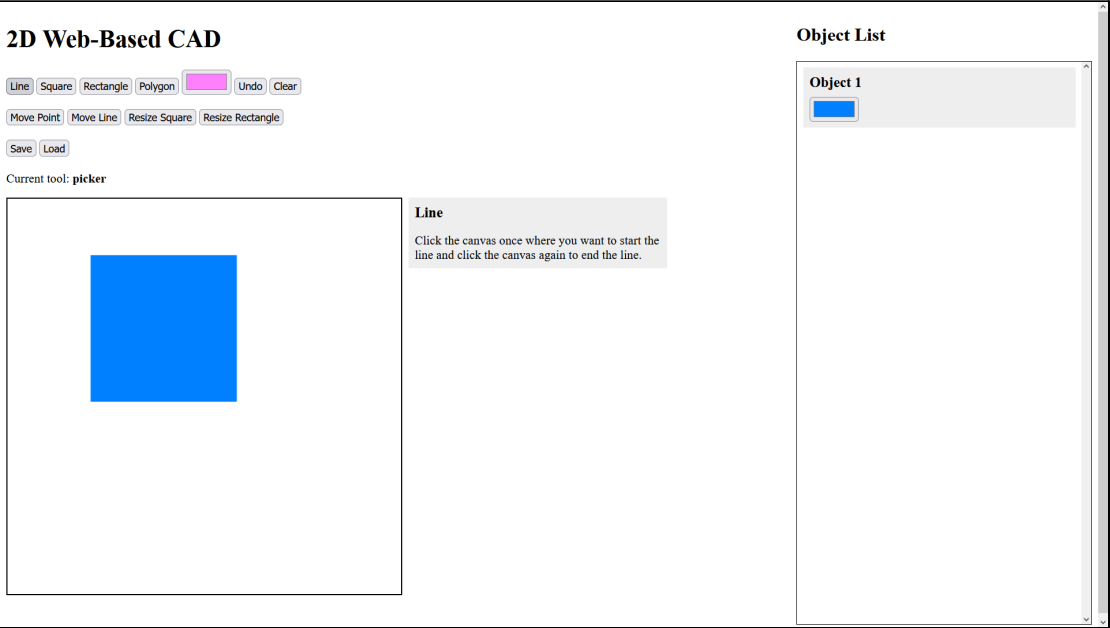 2D Web-Based CAD
Line Square Rectangle Polygon Undo Clear
Move Point Move Line Resize Square Resize Rectangle
Save Load
Current tool: picker
Line
Click the canvas once where you want to start the
line and click the canvas again to end the line.
Object List
Object 1